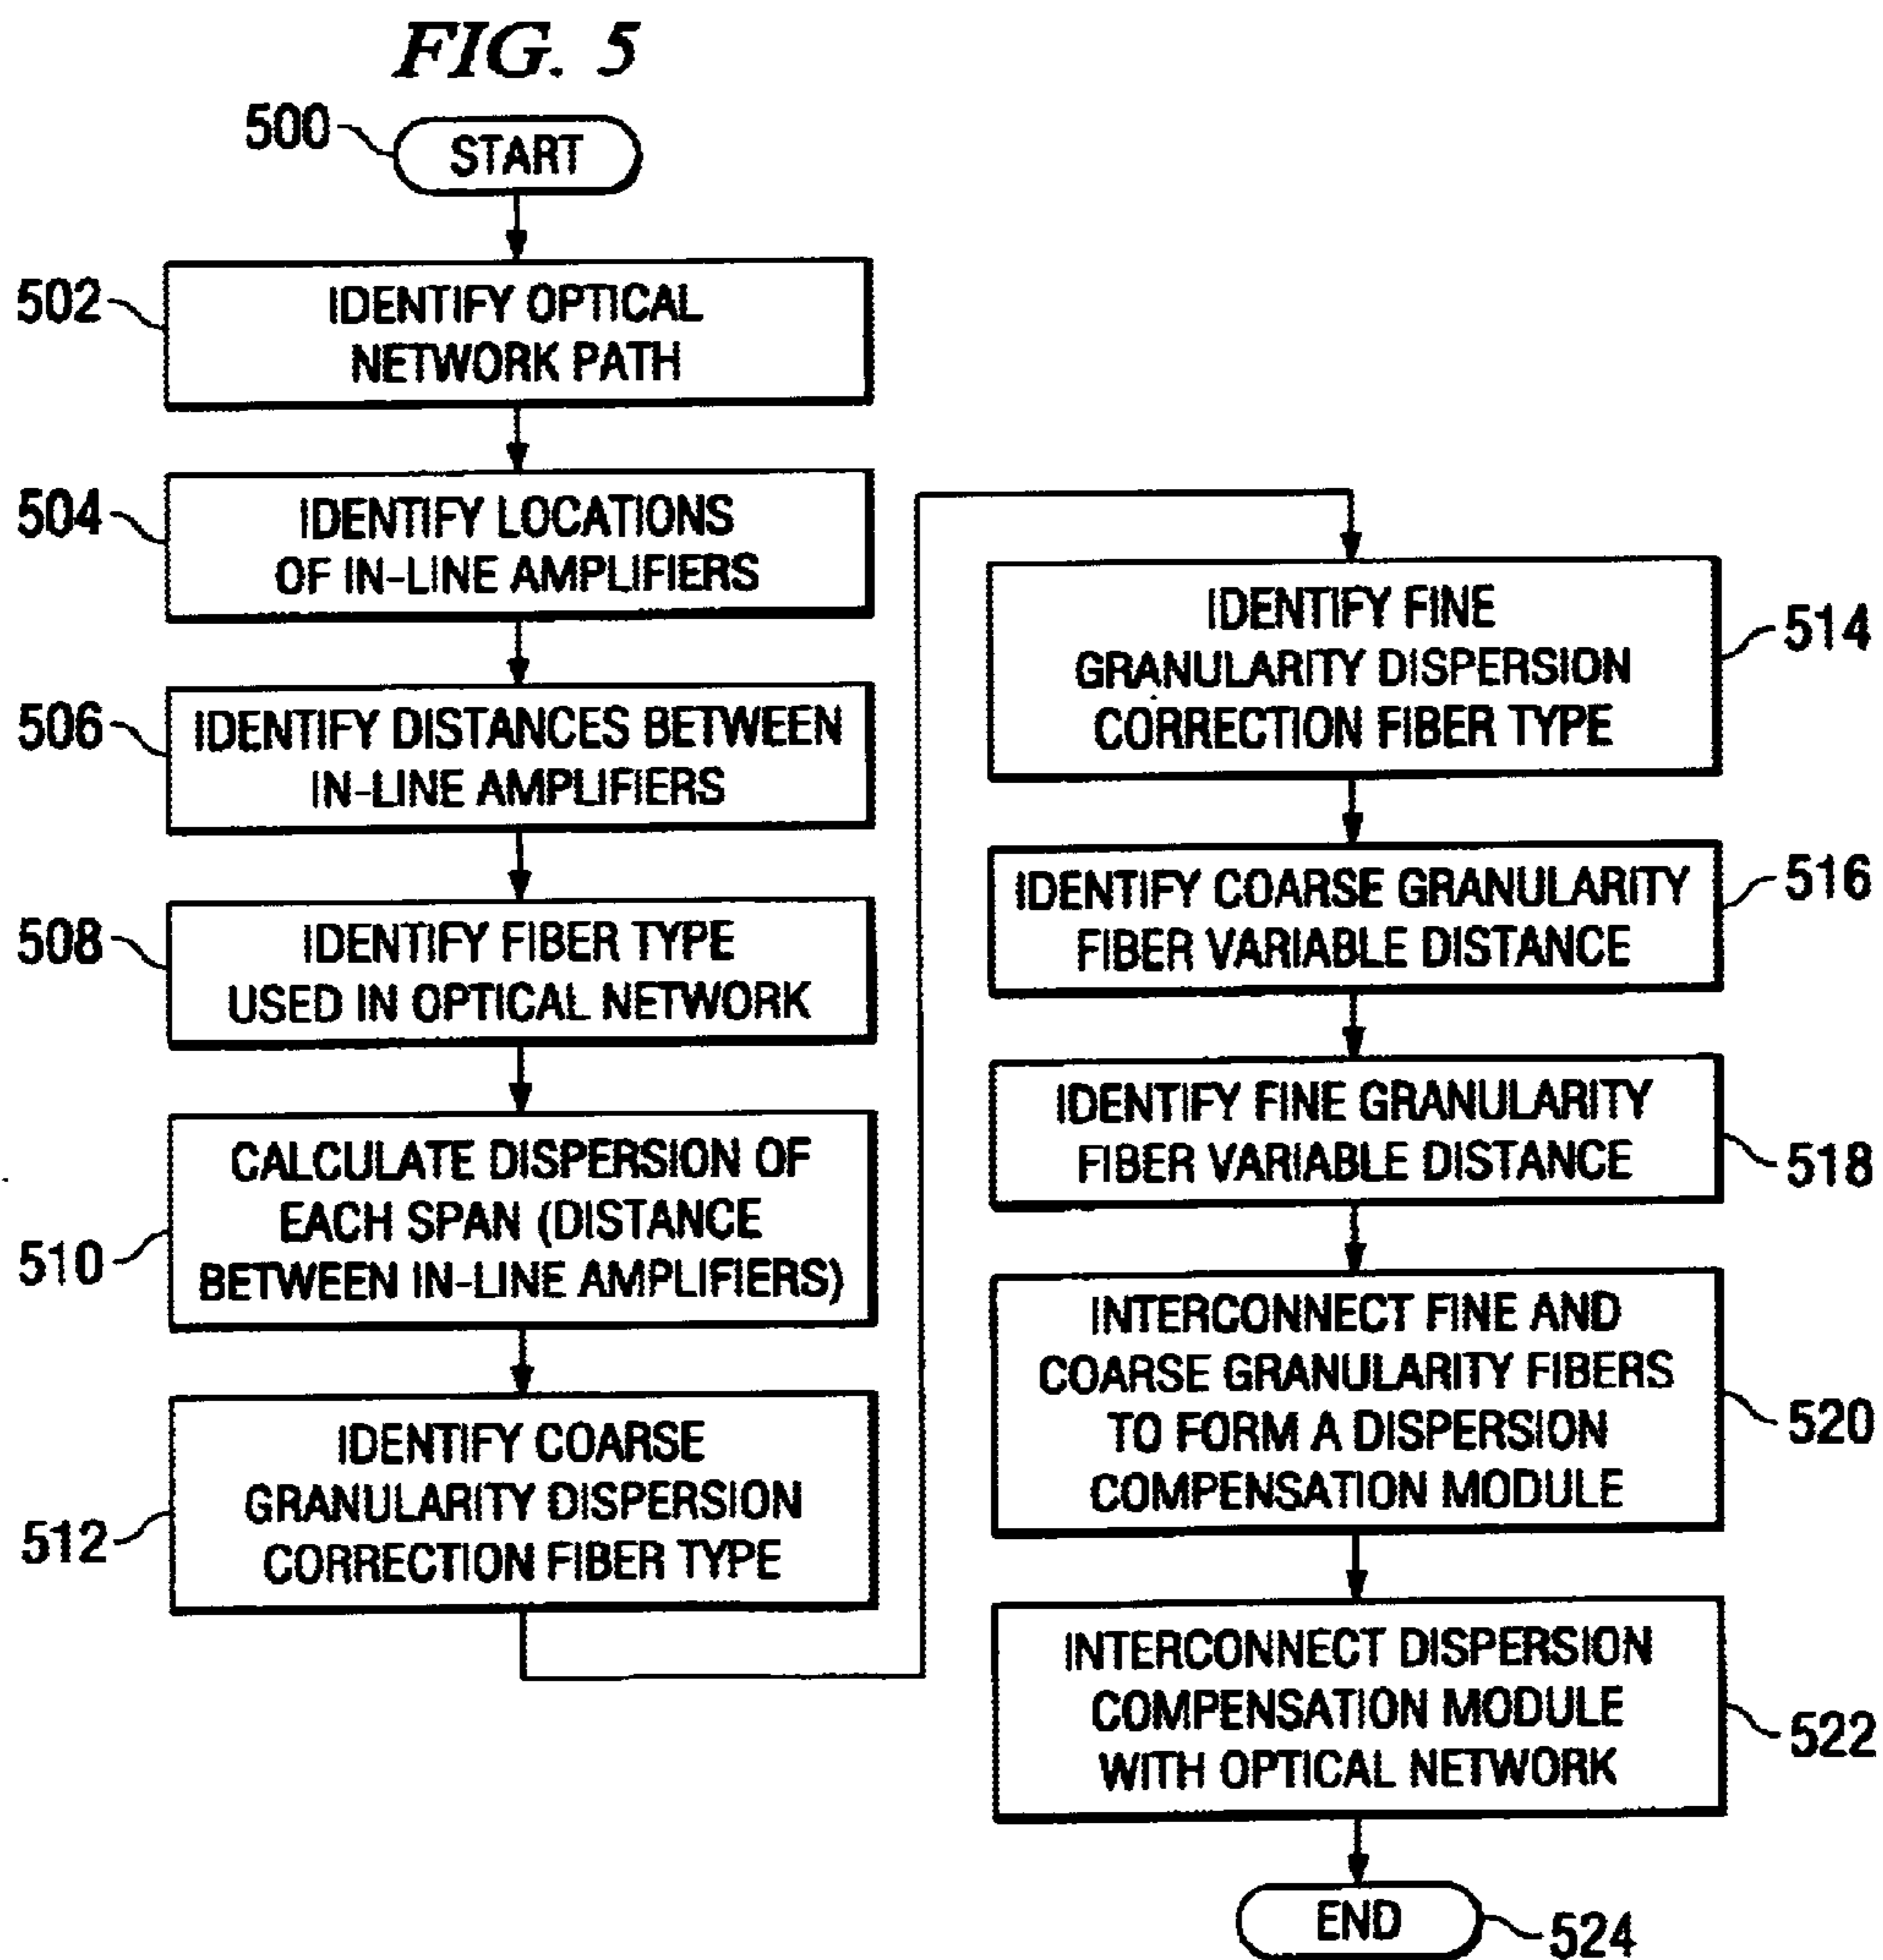 FIG. 5
500
START
502
IDENTIFY OPTICAL
NETWORK PATH
504
IDENTIFY LOCATIONS
OF IN-LINE AMPLIFIERS
506
IDENTIFY DISTANCES BETWEEN
IN-LINE AMPLIFIERS
508
IDENTIFY FIBER TYPE
USED IN OPTICAL NETWORK
510
CALCULATE DISPERSION OF
EACH SPAN (DISTANCE
BETWEEN IN-LINE AMPLIFIERS)
512
IDENTIFY COARSE
GRANULARITY DISPERSION
CORRECTION FIBER TYPE
514
IDENTIFY FINE
GRANULARITY DISPERSION
CORRECTION FIBER TYPE
516
IDENTIFY COARSE GRANULARITY
FIBER VARIABLE DISTANCE
518
IDENTIFY FINE GRANULARITY
FIBER VARIABLE DISTANCE
520
INTERCONNECT FINE AND
COARSE GRANULARITY FIBERS
TO FORM A DISPERSION
COMPENSATION MODULE
522
INTERCONNECT DISPERSION
COMPENSATION MODULE
WITH OPTICAL NETWORK
END
524